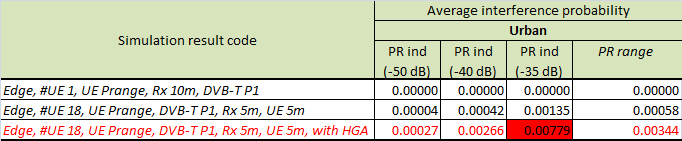 Simulation result code
Average interference probability
Urban
PR ind (-50 dB) PR ind (-40 dB) PR ind (-35 dB) PR range
Edge, #UE 1, UE Prange, Rx 10m, DVB-T P1 0.00000 0.00000 0.00000 0.00000
Edge, #UE 18, UE Prange, DVB-T P1, Rx 5m, UE 5m 0.00004 0.00042 0.00135 0.00058
Edge, #UE 18, UE Prange, DVB-T P1, Rx 5m, UE 5m, with HGA 0.00027 0.00266 0.00779 0.00344